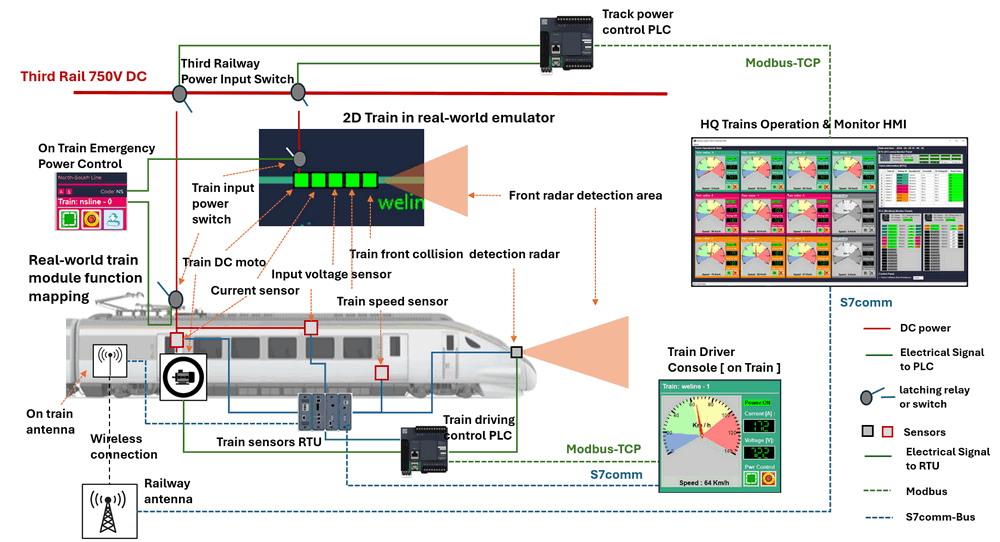 Track power
control PLC
Third Railway
Power Input Switch
Third Rail 750V DC
Modbus-TCP
2D Train in real-world emulator
HQ Trains Operation & Monitor HMI
On Train Emergency
Power Control
North-South Line
Code: NS
Train: nsline - 0
Train input
power
switch
welin
Front radar detection area
Real-world train
module function
mapping
Train DC moto
Input voltage sensor
Train front collision detection radar
Current sensor
Train speed sensor
S7comm
DC power
Electrical Signal
to PLC
latching relay
or switch
Sensors
Electrical Signal
to RTU
Modbus
S7comm-Bus
Train Driver
Console [ on Train ]
Train: weline - 1
Power:ON
Current [A]
Voltage [V]:
Km / h
Pwr Control
Speed : 64 Km/h
On train
antenna
Wireless
connection
Train sensors RTU
Train driving
control PLC
Modbus-TCP
S7comm
Railway
antenna